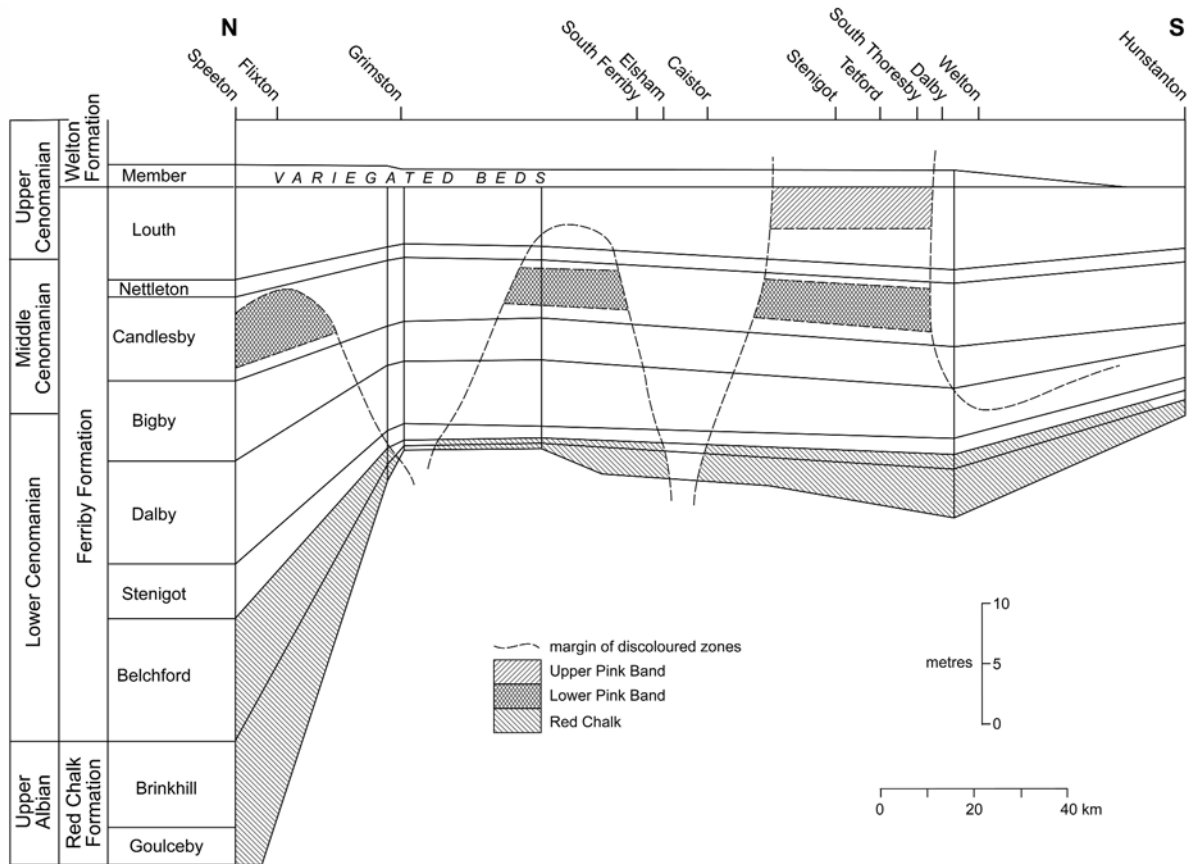 N
S
Speeton
Flixton
Grimston
South Ferriby
Elsham
Caistor
Stenigot
Tetford
South Thoresby
Dalby
Welton
Hunstanton
Upper
Cenomanian
Middle
Cenomanian
Lower Cenomanian
Upper
Albian
Welton
Formation
Ferriby Formation
Red Chalk
Formation
Member
VARIEGATED BEDS
Louth
Nettleton
Candlesby
Bigby
Dalby
Stenigot
Belchford
Brinkhill
Goulceby
margin of discoloured zones
Upper Pink Band
Lower Pink Band
Red Chalk
metres
10
5
0
0 20 40 km